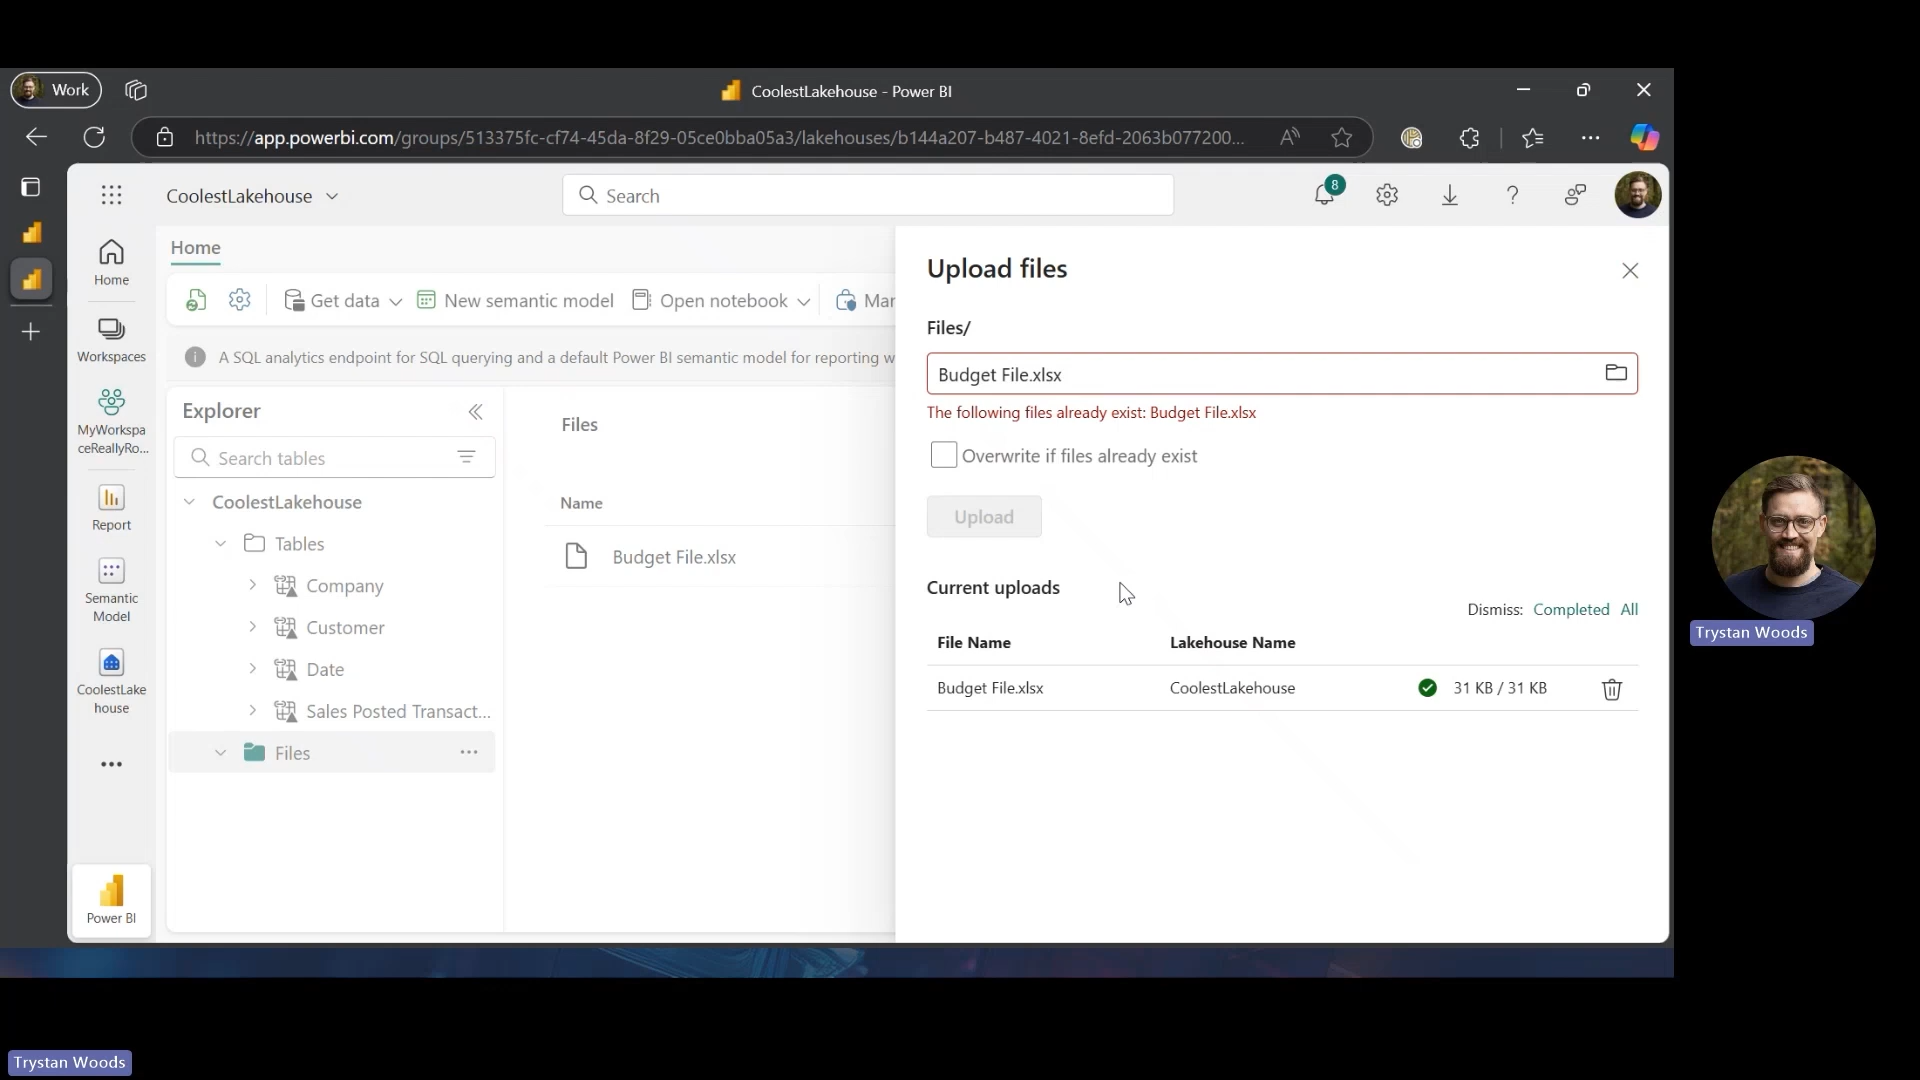 Work
CoolestLakehouse - Power BI
https://app.powerbi.com/groups/513375fc-cf74-45da-8f29-05ce0bba05a3/lakehouses/b144a207-b487-4021-8efd-2063b077200...
CoolestLakehouse
Search
8
Home
Home
Workspaces
MyWorkspa
ceReallyRo...
Report
Semantic
Model
CoolestLake
house
Power BI
Get data
New semantic model
Open notebook
Mar
A SQL analytics endpoint for SQL querying and a default Power BI semantic model for reporting w
Explorer
Search tables
CoolestLakehouse
Tables
Company
Customer
Date
Sales Posted Transact...
Files
Files
Name
Budget File.xlsx
Upload files
Files/
Budget File.xlsx
The following files already exist: Budget File.xlsx
Overwrite if files already exist
Upload
Current uploads
Dismiss: Completed All
File Name Lakehouse Name
Budget File.xlsx CoolestLakehouse 31 KB / 31 KB
Trystan Woods
Trystan Woods